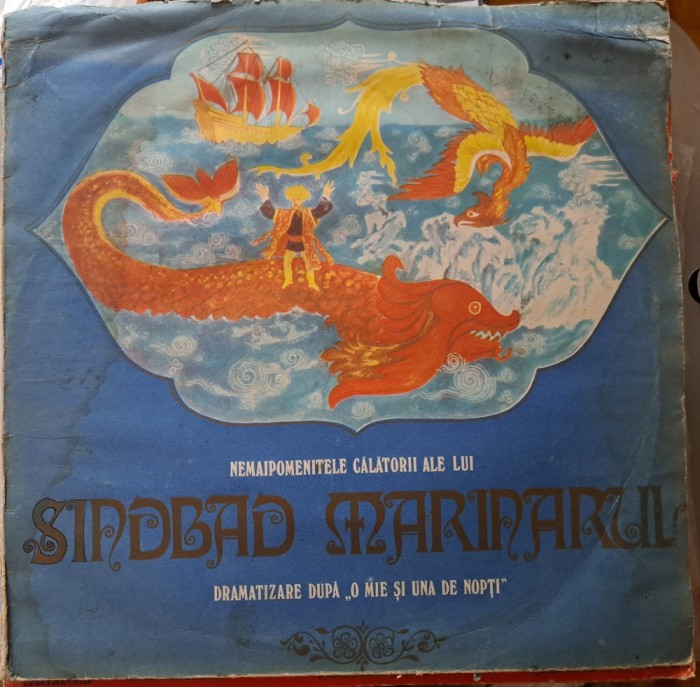 NEMAIPOMENITELE CĂLĂTORII ALE LUI
SINDBAD MARINARUL
DRAMATIZARE DUPĂ „O MIE ȘI UNA DE NOPȚI"